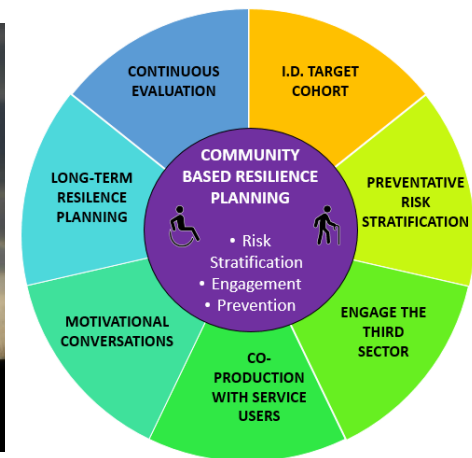 CONTINUOUS
EVALUATION
I.D. TARGET
COHORT
LONG-TERM
RESILENCE
PLANNING
COMMUNITY
BASED RESILIENCE
PLANNING
• Risk
Stratification
• Engagement
• Prevention
PREVENTATIVE
RISK
STRATIFICATION
MOTIVATIONAL
CONVERSATIONS
ENGAGE THE
THIRD
SECTOR
CO-
PRODUCTION
WITH SERVICE
USERS